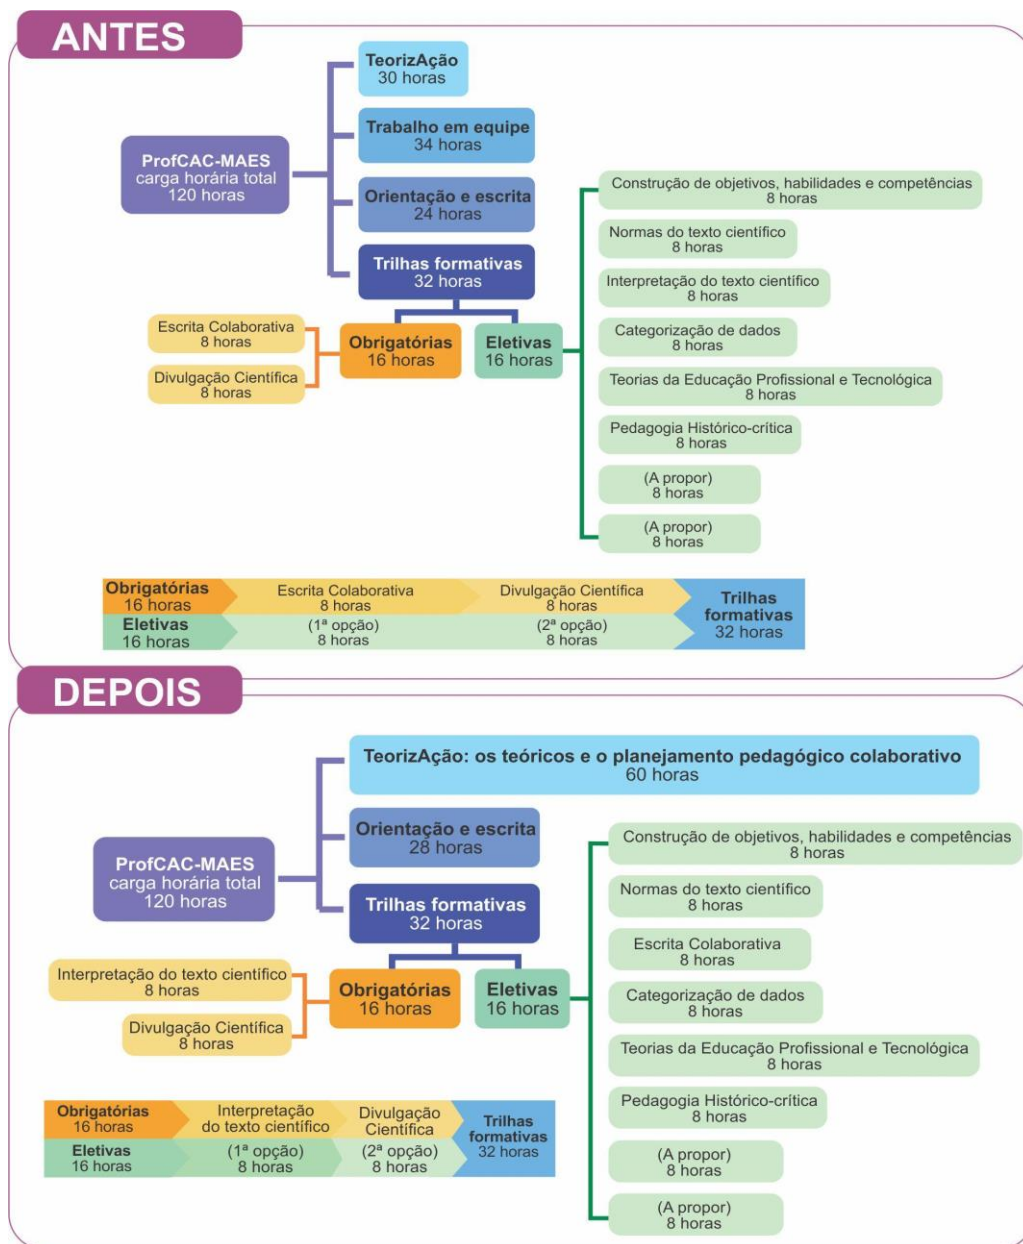 ANTES
TeorizAção
30 horas
Trabalho em equipe
34 horas
ProfCAC-MAES
carga horária total
120 horas
Orientação e escrita
24 horas
Trilhas formativas
32 horas
Escrita Colaborativa
8 horas
Divulgação Científica
8 horas
Obrigatórias
16 horas
Eletivas
16 horas
Construção de objetivos, habilidades e competências
8 horas
Normas do texto científico
8 horas
Interpretação do texto científico
8 horas
Categorização de dados
8 horas
Teorias da Educação Profissional e Tecnológica
8 horas
Pedagogia Histórico-crítica
8 horas
(A propor)
8 horas
(A propor)
8 horas
Obrigatórias
16 horas
Escrita Colaborativa
8 horas
Divulgação Científica
8 horas
Eletivas
16 horas
(1ª opção)
8 horas
(2ª opção)
8 horas
Trilhas
formativas
32 horas
DEPOIS
TeorizAção: os teóricos e o planejamento pedagógico colaborativo
60 horas
Orientação e escrita
28 horas
ProfCAC-MAES
carga horária total
120 horas
Trilhas formativas
32 horas
Interpretação do texto científico
8 horas
Divulgação Científica
8 horas
Obrigatórias
16 horas
Eletivas
16 horas
Construção de objetivos, habilidades e competências
8 horas
Normas do texto científico
8 horas
Escrita Colaborativa
8 horas
Categorização de dados
8 horas
Teorias da Educação Profissional e Tecnológica
8 horas
Pedagogia Histórico-crítica
8 horas
(A propor)
8 horas
(A propor)
8 horas
Obrigatórias
16 horas
Interpretação
do texto científico
Divulgação
Científica
Eletivas
16 horas
(1ª opção)
8 horas
(2ª opção)
8 horas
Trilhas
formativas
32 horas